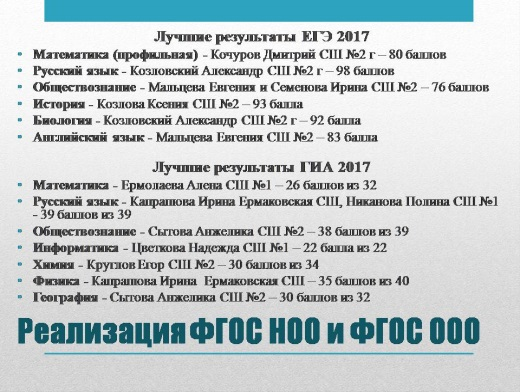 Лучшие результаты ЕГЭ 2017
• Математика (профильная) - Кочуров Дмитрий СШ №2 г – 80 баллов
• Русский язык - Козловский Александр СШ №2 г – 98 баллов
• Обществознание - Мальцева Евгения и Семенова Ирина СШ №2 – 76 баллов
• История - Козлова Ксения СШ №2 – 93 балла
• Биология - Козловский Александр СШ №2 г – 92 балла
• Английский язык - Мальцева Евгения СШ №2 – 83 балла
Лучшие результаты ГИА 2017
• Математика - Ермолаева Алена СШ №1 – 26 баллов из 32
• Русский язык - Капрашова Ирина Ермаковская СШ, Никанова Полина СШ №1
- 39 баллов из 39
• Обществознание - Сытова Анжелика СШ №2 – 38 баллов из 39
• Информатика - Цветкова Надежда СШ №1 – 22 балла из 22
• Химия - Круглов Егор СШ №2 – 30 баллов из 34
• Физика - Капрашова Ирина Ермаковская СШ – 35 баллов из 40
• География - Сытова Анжелика СШ №2 – 30 баллов из 32
Реализация ФГОС НОО и ФГОС ООО